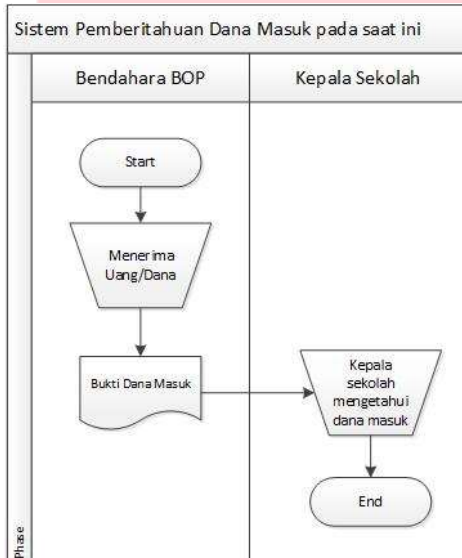 Sistem Pemberitahuan Dana Masuk pada saat ini
Bendahara BOP
Kepala Sekolah
Start
Menerima
Uang/Dana
Bukti Dana Masuk
Kepala
sekolah
mengetahui
dana masuk
End
Phase